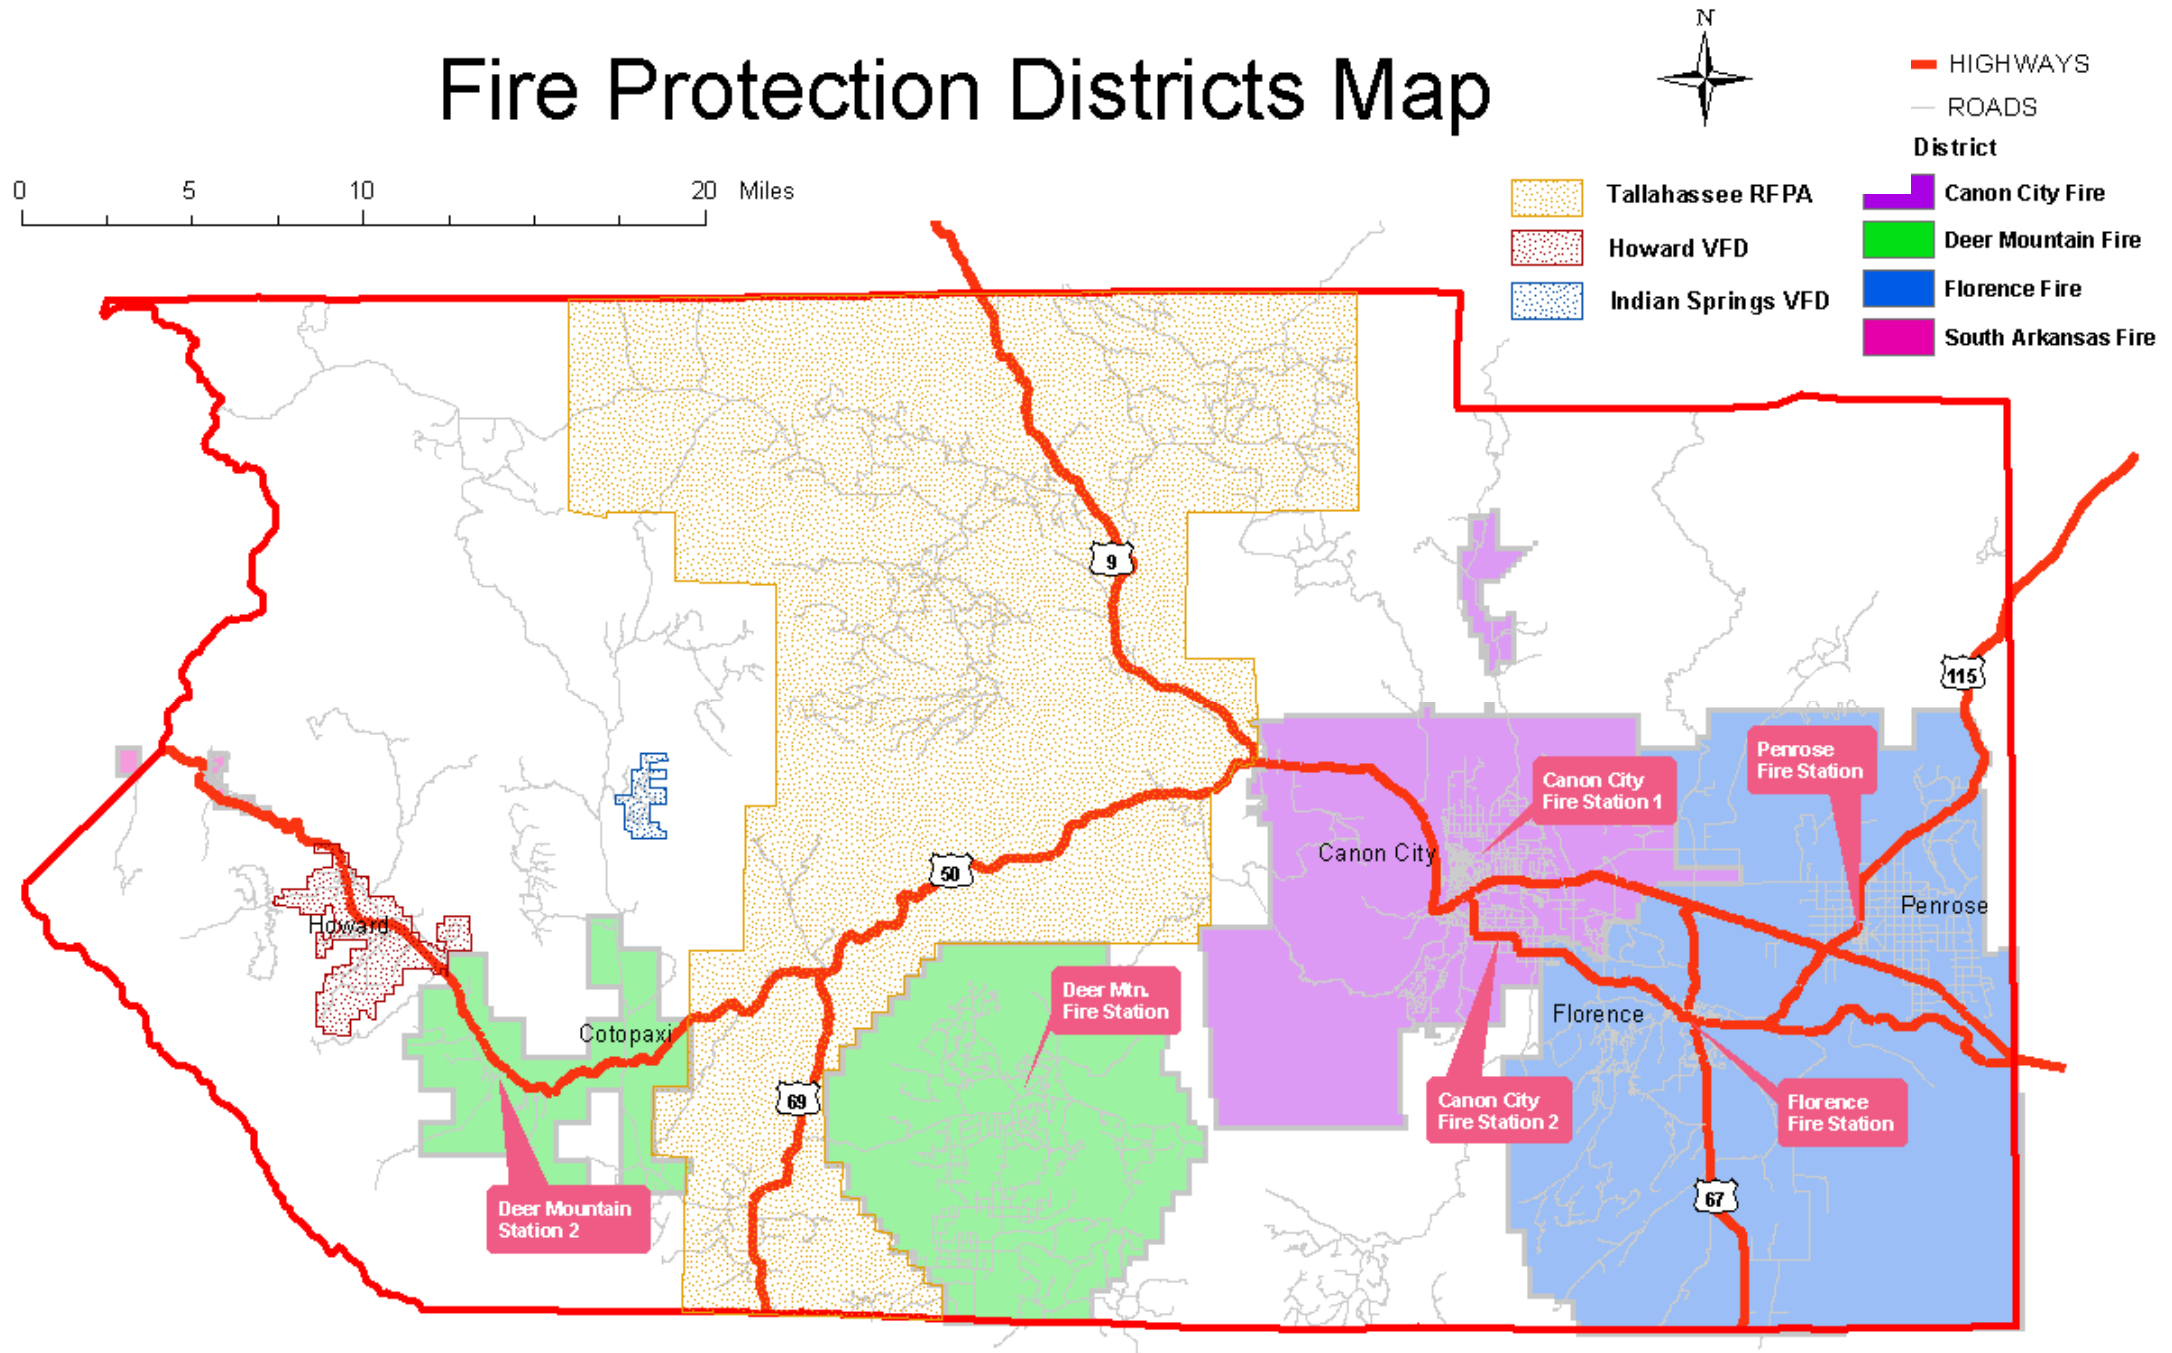 N
Fire Protection Districts Map
HIGHWAYS
ROADS
District
0 5 10 20 Miles
Tallahassee RFPA
Howard VFD
Indian Springs VFD
Canon City Fire
Deer Mountain Fire
Florence Fire
South Arkansas Fire
9
115
Penrose
Fire Station
Canon City
Fire Station 1
Canon City
50
Penrose
Howard
Deer Mtn.
Fire Station
Florence
Cotopaxi
69
Canon City
Fire Station 2
Florence
Fire Station
67
Deer Mountain
Station 2